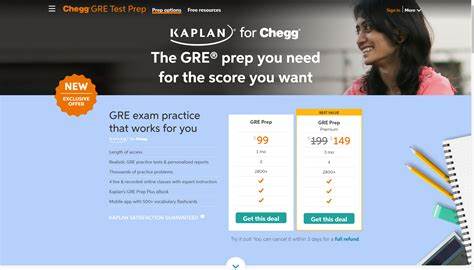 Chegg GRE Test Prep
Prep options
Free resources
Sign in
More
KAPLAN for Chegg
The GRE® prep you need
for the score you want
NEW
EXCLUSIVE
OFFER
GRE exam practice
that works for you
KAPLAN for Chegg
BEST VALUE
GRE Prep
GRE Prep
Premium
$99
$199 $149
Length of access
1 mo
3 mo
Realistic GRE practice tests & personalized reports
Thousands of practice problems
2800+
2800+
4 live & recorded online classes with expert instruction
Kaplan's GRE Prep Plus eBook
Mobile app with 500+ vocabulary flashcards
KAPLAN SATISFACTION GUARANTEE!
Get this deal
Get this deal
Try it out! You can cancel it within 3 days for a full refund.